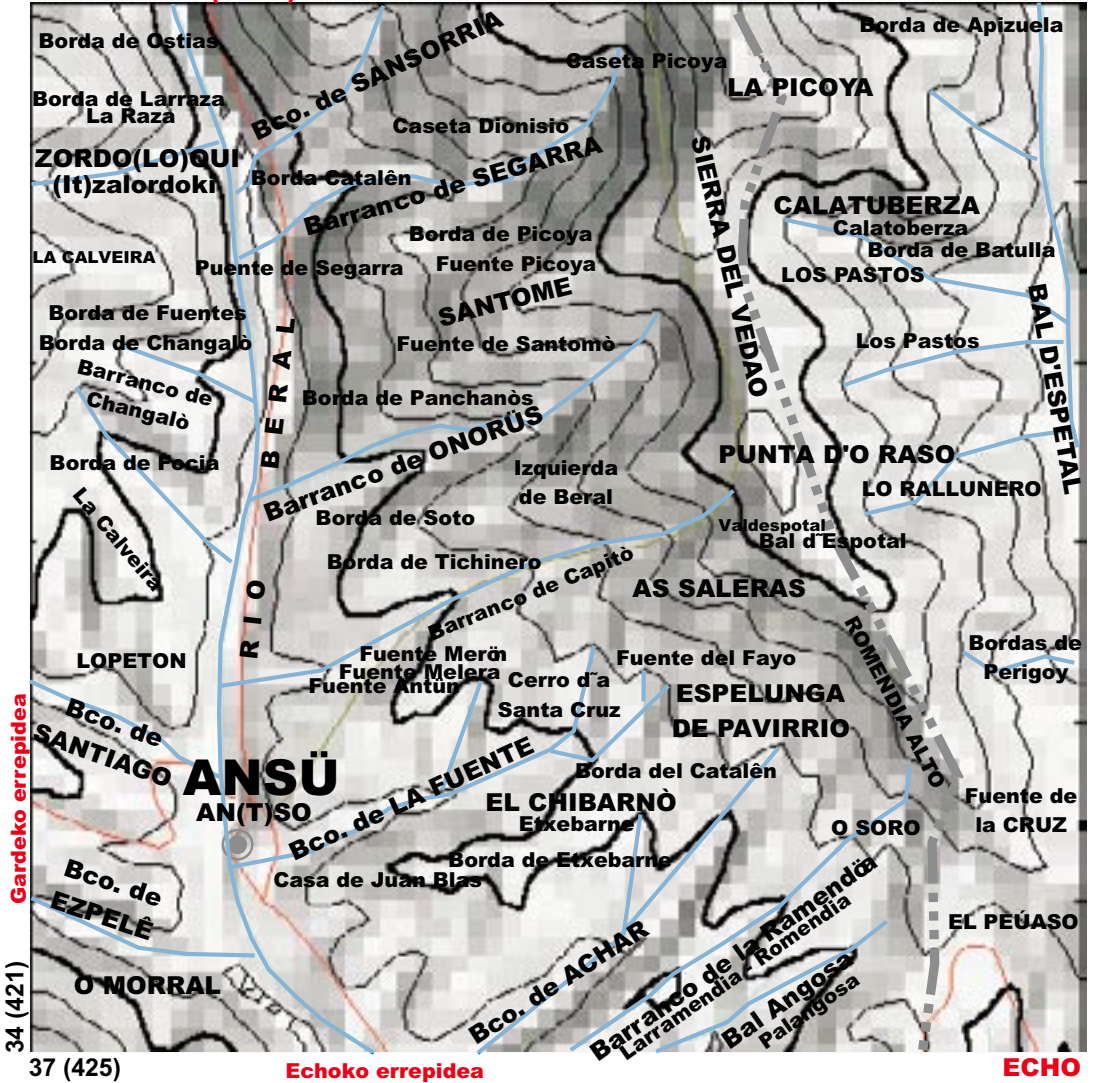 Borda de Ostias
Borda de Apizuela
Bco. de SANSORRIA
Caseta Picoya
LA PICOYA
Borda de Larraza
La Raza
Caseta Dionisio
ZORDO(LO)QUI
(It)zalordoki
Borda Catalên
Barranco de SEGARRA
SIERRA DEL VEDAO
CALATUBERZA
Calatoberza
Borda de Batulla
LA CALVEIRA
Puente de Segarra
Borda de Picoya
Fuente Picoya
LOS PASTOS
SANTOME
BAL D'ESPETAL
Borda de Fuentes
Borda de Changalò
Fuente de Santomò
Los Pastos
Barranco de
Changalò
Borda de Panchanòs
RIO BERAL
Barranco de ONORÜS
Borda de Focia
PUNTA D'O RASO
Izquierda
de Beral
LO RALLUNERO
La Calveira
Borda de Soto
Valdespotal
Bal d˜Espotal
Borda de Tichinero
Barranco de Capitò
AS SALERAS
LOPETON
Fuente Merön
Fuente Melera
Fuente Antün
Cerro d˜a
Santa Cruz
Fuente del Fayo
ROMENDIA ALTO
Bordas de
Perigoy
ESPELUNGA
DE PAVIRRIO
Bco. de
SANTIAGO
Gardeko errepidea
ANSÜ
AN(T)SO
Bco. de LA FUENTE
Borda del Catalên
EL CHIBARNÒ
Etxebarne
O SORO
Fuente de
la CRUZ
Borda de Etxebarne
Casa de Juan Blas
Bco. de
EZPELÊ
EL PEÚASO
Bco. de ACHAR
Barranco de la Ramendöa
Larramendia - Romendia
Bal Angosa
Palangosa
O MORRAL
34 (421)
37 (425)
Echoko errepidea
ECHO